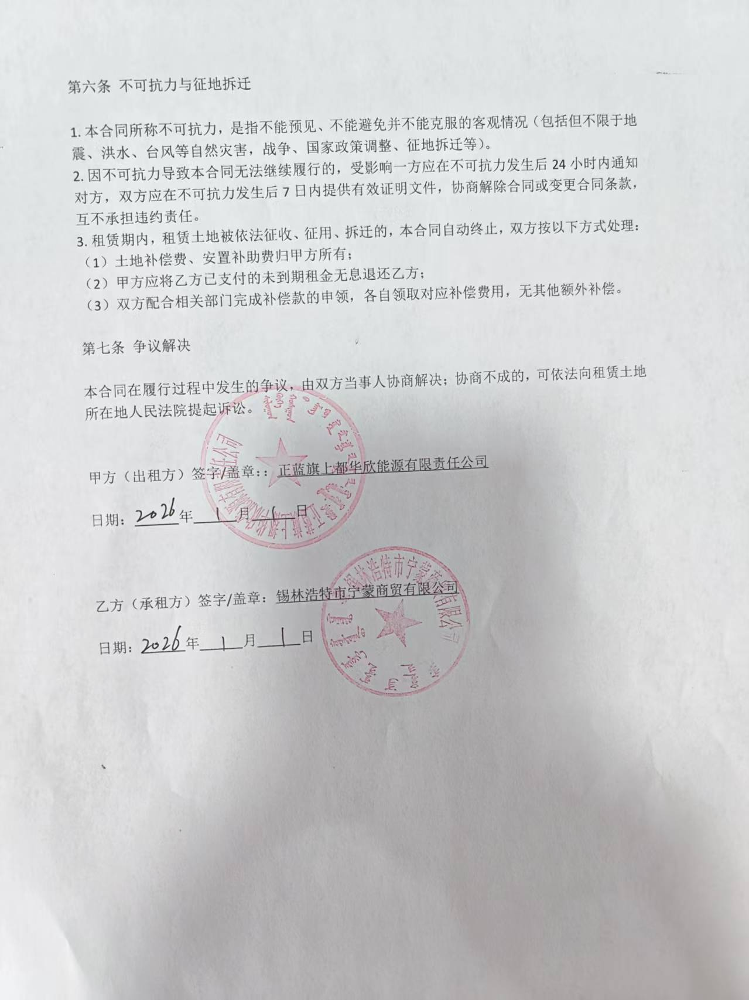 第六条 不可抗力与征地拆迁
1. 本合同所称不可抗力，是指不能预见、不能避免并不能克服的客观情况（包括但不限于地
震、洪水、台风等自然灾害，战争、国家政策调整、征地拆迁等）。
2. 因不可抗力导致本合同无法继续履行的，受影响一方应在不可抗力发生后 24 小时内通知
对方，双方应在不可抗力发生后 7 日内提供有效证明文件，协商解除合同或变更合同条款，
互不承担违约责任。
3. 租赁期内，租赁土地被依法征收、征用、拆迁的，本合同自动终止，双方按以下方式处理：
（1）土地补偿费、安置补助费归甲方所有；
（2）甲方应将乙方已支付的未到期租金无息退还乙方；
（3）双方配合相关部门完成补偿款的申领，各自领取对应补偿费用，无其他额外补偿。
第七条 争议解决
本合同在履行过程中发生的争议，由双方当事人协商解决；协商不成的，可依法向租赁土地
所在地人民法院提起诉讼。
甲方（出租方）签字/盖章：：正蓝旗上都华欣能源有限责任公司
日期：2026年 1 月 1 日
乙方（承租方）签字/盖章：锡林浩特市宁蒙商贸有限公司
日期：2026年 1 月 1 日
锡林浩特市宁蒙商贸有限公司